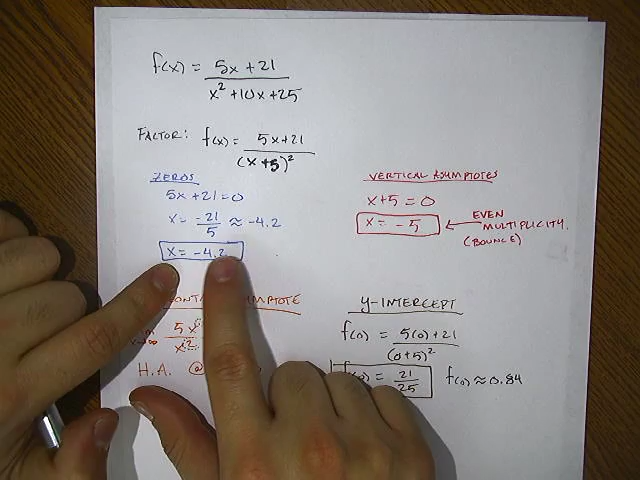 f(x) = 5x+21 / x²+10x+25
FACTOR: f(x) = 5x+21 / (x+5)²
ZEROS
5x+21=0
x = -21/5 ≈ -4.2
x = -4.2
VERTICAL ASYMPTOTES
x+5 = 0
x = -5
EVEN
MULTIPLICITY.
(BOUNCE)
5x / x²
H.A. @
Y-INTERCEPT
f(0) = 5(0)+21 / (0+5)²
f(0) = 21/25 f(0) ≈ 0.84